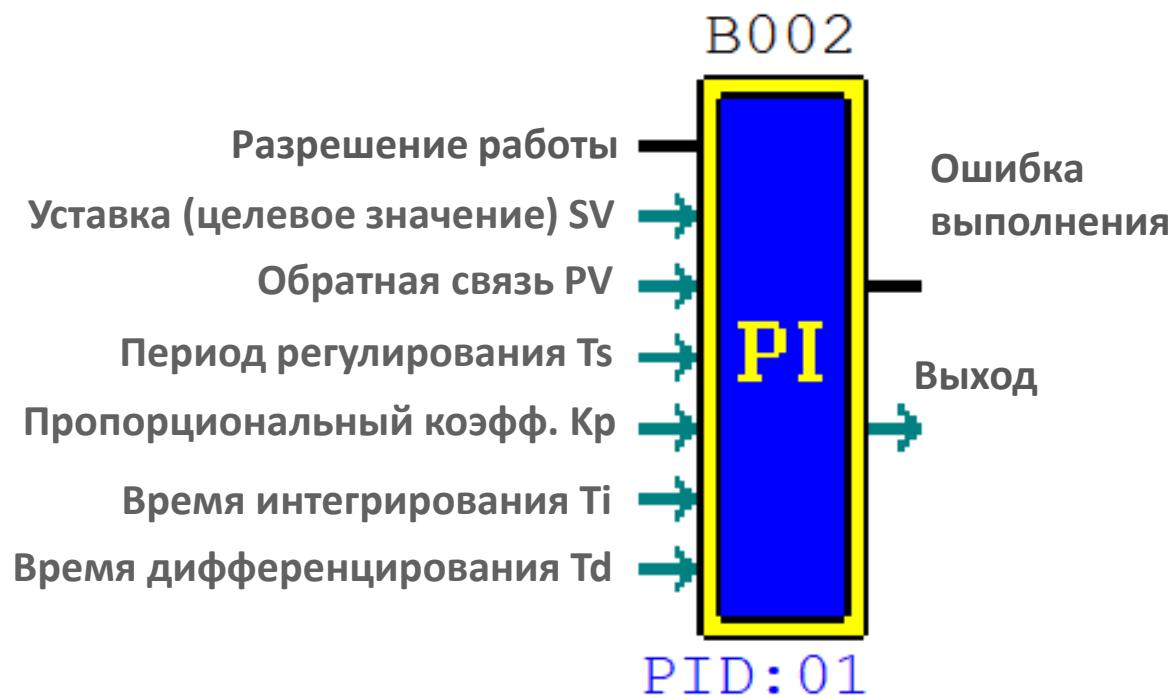 B002
Разрешение работы
Уставка (целевое значение) SV
Обратная связь PV
Период регулирования Ts
Пропорциональный коэфф. Kp
Время интегрирования Ti
Время дифференцирования Td
PI
Ошибка
выполнения
Выход
PID:01